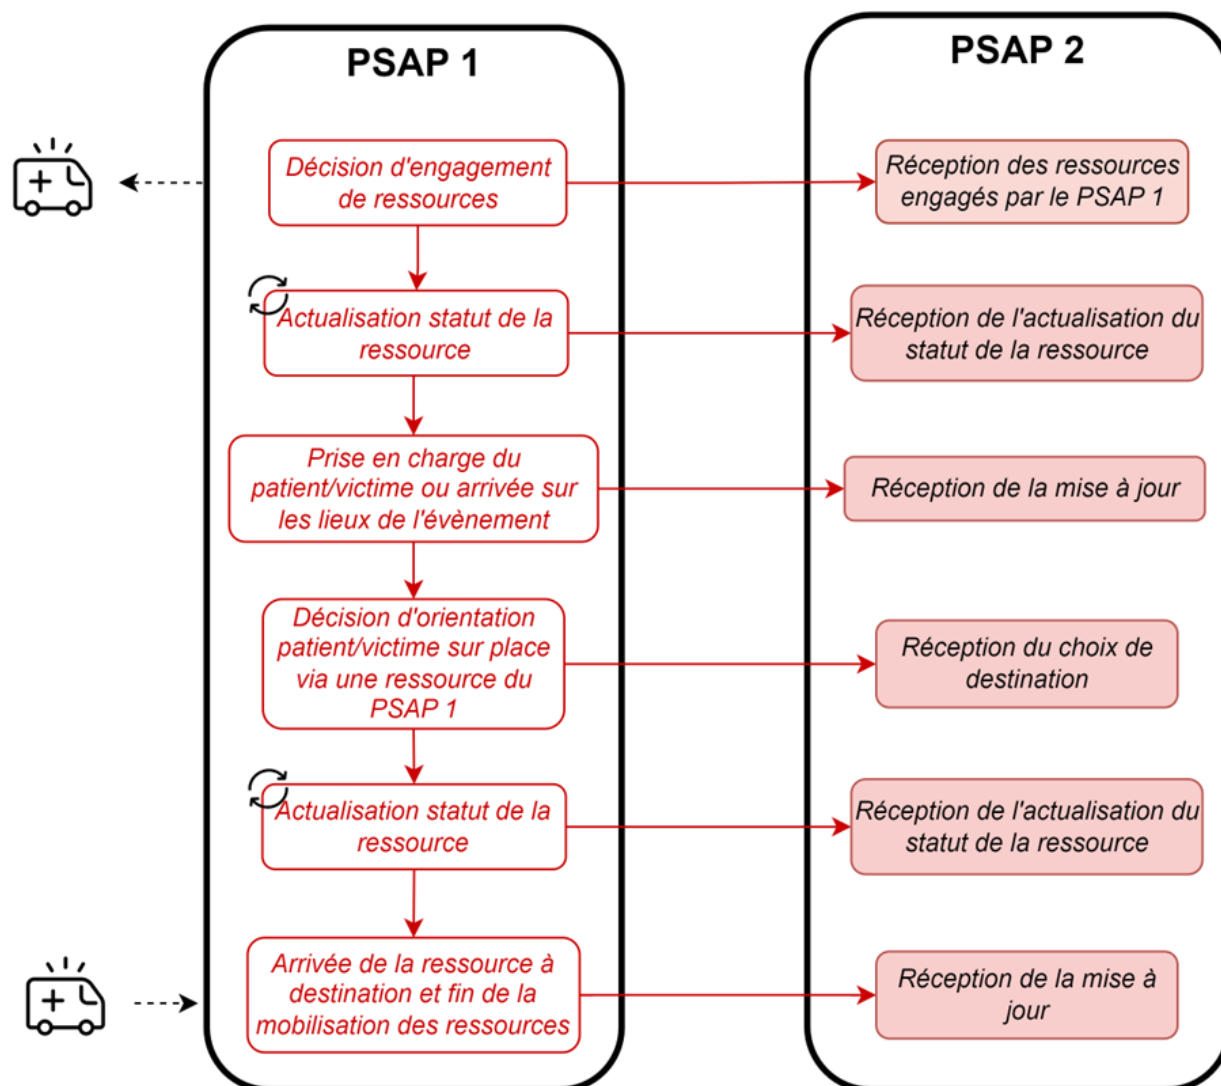 PSAP 1
PSAP 2
Décision d'engagement
de ressources
Réception des ressources
engagés par le PSAP 1
Actualisation statut de la
ressource
Réception de l'actualisation du
statut de la ressource
Prise en charge du
patient/victime ou arrivée sur
les lieux de l'évènement
Réception de la mise à jour
Décision d'orientation
patient/victime sur place
via une ressource du
PSAP 1
Réception du choix de
destination
Actualisation statut de la
ressource
Réception de l'actualisation du
statut de la ressource
Arrivée de la ressource à
destination et fin de la
mobilisation des ressources
Réception de la mise à
jour